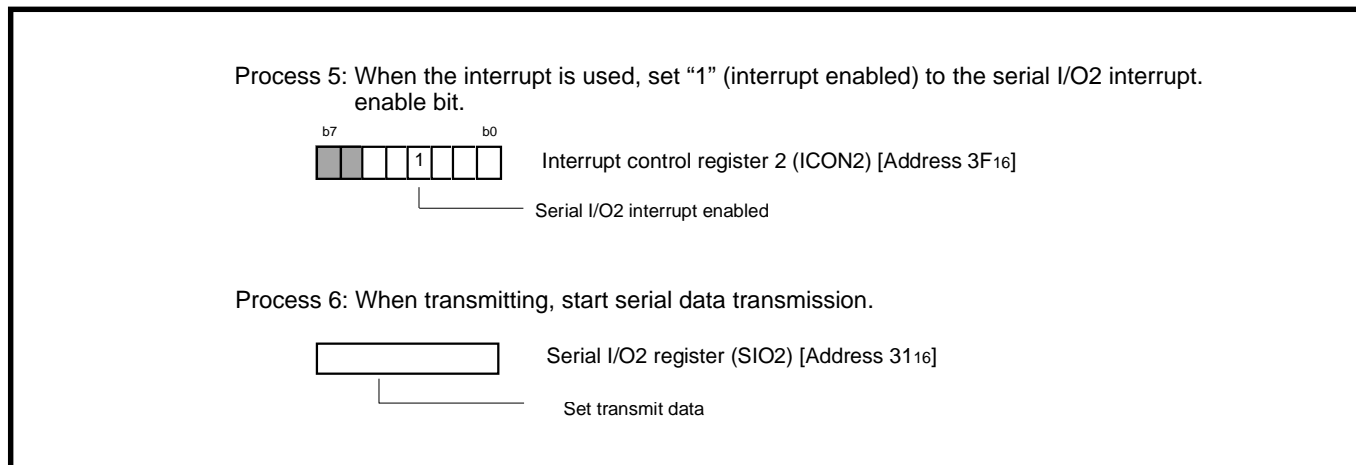 Process 5: When the interrupt is used, set “1” (interrupt enabled) to the serial I/O2 interrupt.
enable bit.
b7 b0
1 Interrupt control register 2 (ICON2) [Address 3F16]
Serial I/O2 interrupt enabled
Process 6: When transmitting, start serial data transmission.
Serial I/O2 register (SIO2) [Address 3116]
Set transmit data